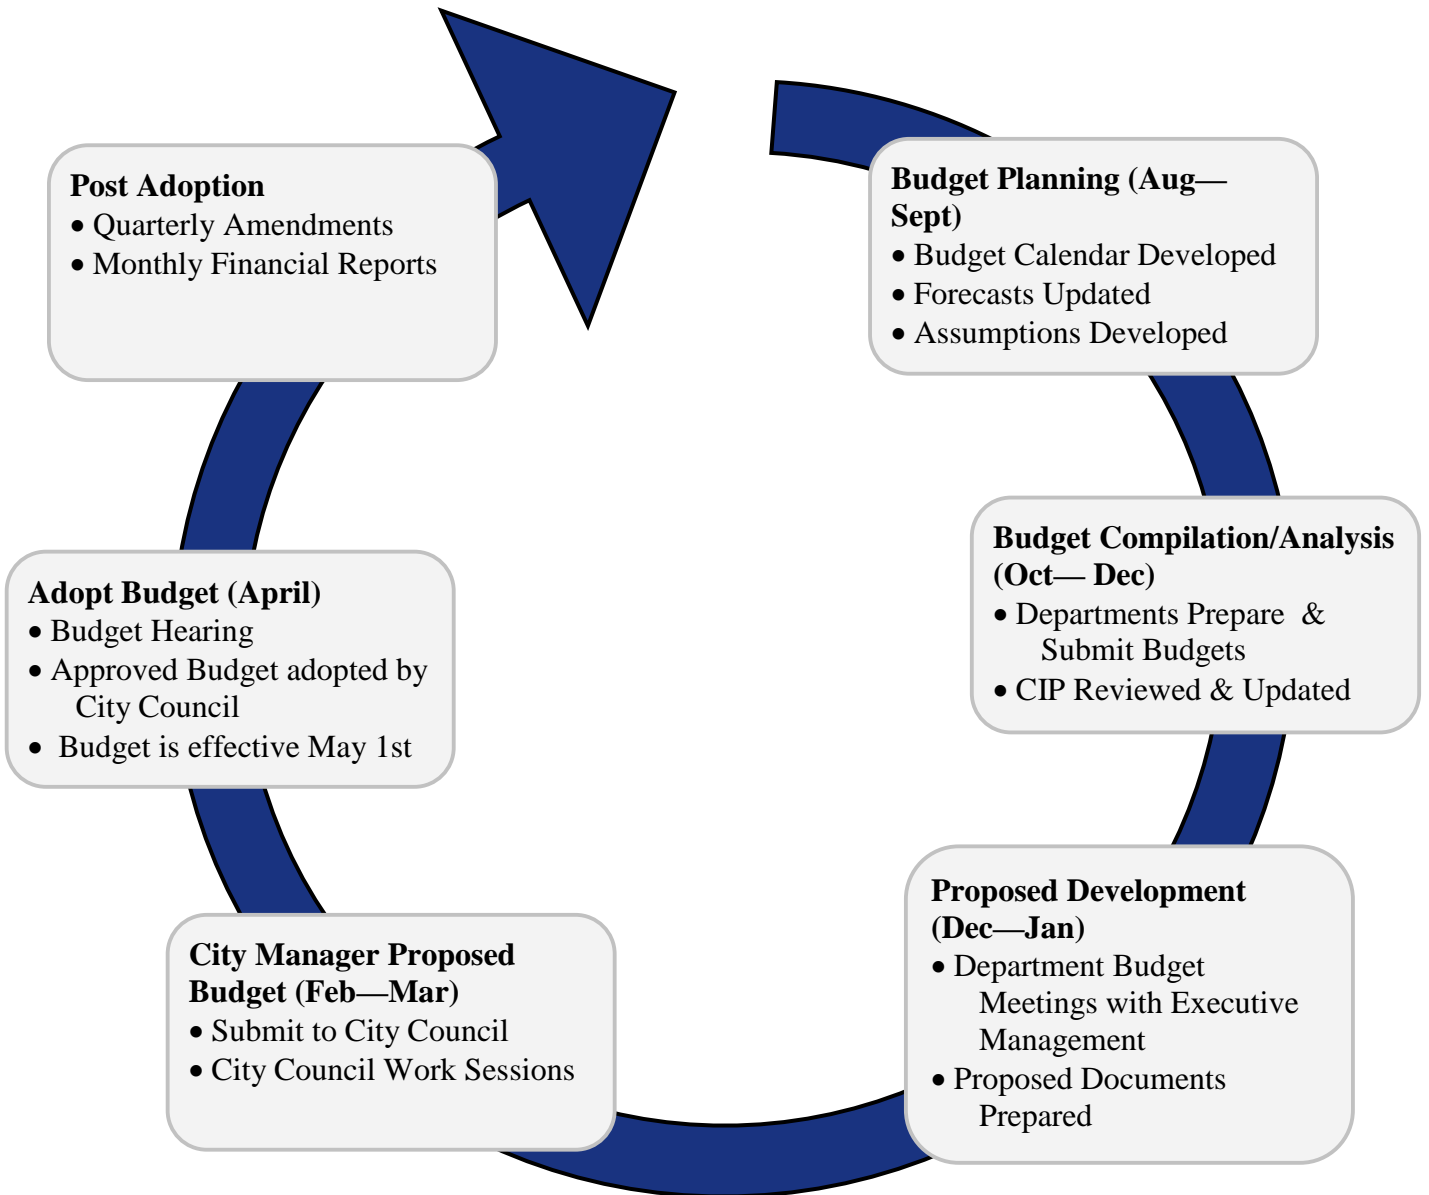 Post Adoption
• Quarterly Amendments
• Monthly Financial Reports
Budget Planning (Aug—
Sept)
• Budget Calendar Developed
• Forecasts Updated
• Assumptions Developed
Budget Compilation/Analysis
(Oct— Dec)
• Departments Prepare  &
Submit Budgets
• CIP Reviewed & Updated
Proposed Development
(Dec—Jan)
• Department Budget
Meetings with Executive
Management
• Proposed Documents
Prepared
City Manager Proposed
Budget (Feb—Mar)
• Submit to City Council
• City Council Work Sessions
Adopt Budget (April)
• Budget Hearing
• Approved Budget adopted by
City Council
•  Budget is effective May 1st